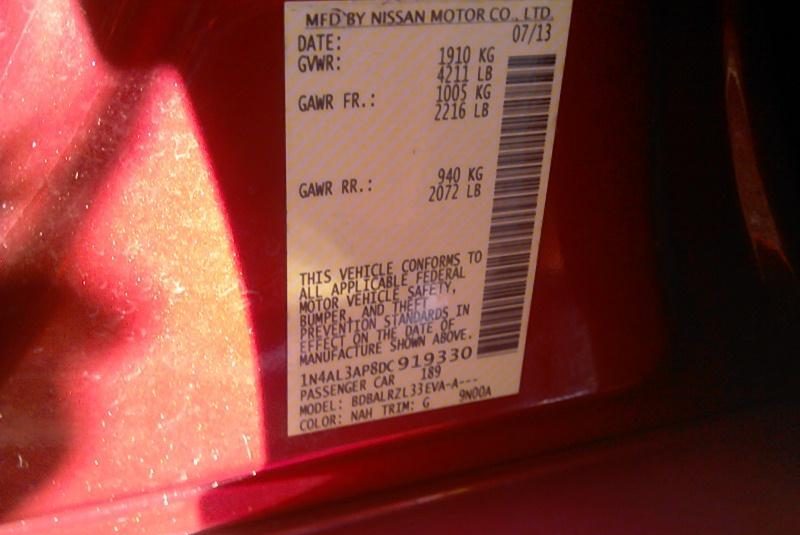 MFD BY NISSAN MOTOR CO., LTD.
DATE: 07/13
GVWR: 1910 KG
4211 LB
GAWR FR.: 1005 KG
2216 LB
GAWR RR.: 940 KG
2072 LB
THIS VEHICLE CONFORMS TO
ALL APPLICABLE FEDERAL
MOTOR VEHICLE SAFETY,
BUMPER, AND THEFT
PREVENTION STANDARDS IN
EFFECT ON THE DATE OF
MANUFACTURE SHOWN ABOVE.
1N4AL3AP8DC919330
PASSENGER CAR 189
MODEL: BDBALRZL33EVA-A---
COLOR: NAH TRIM: G 9N00A